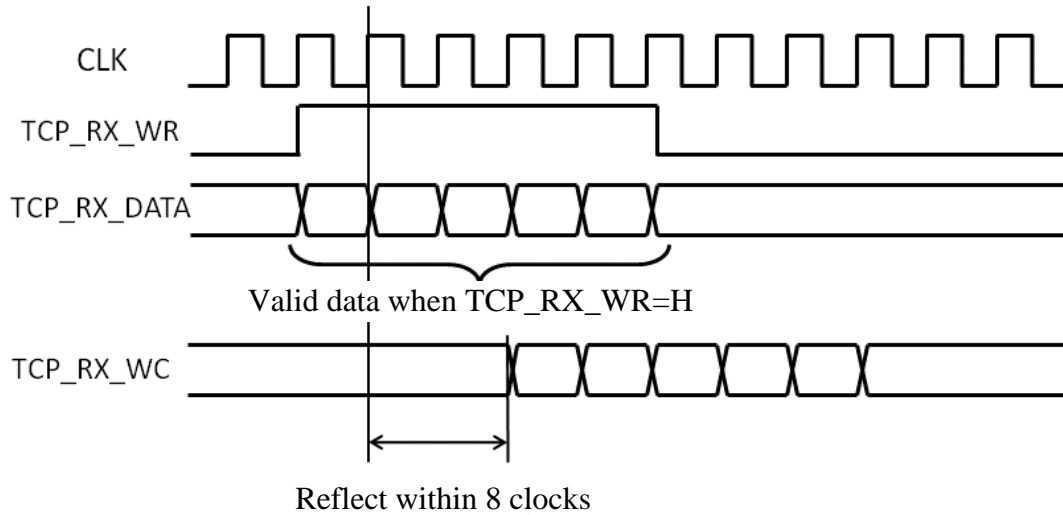 CLK
TCP_RX_WR
TCP_RX_DATA
Valid data when TCP_RX_WR=H
TCP_RX_WC
Reflect within 8 clocks